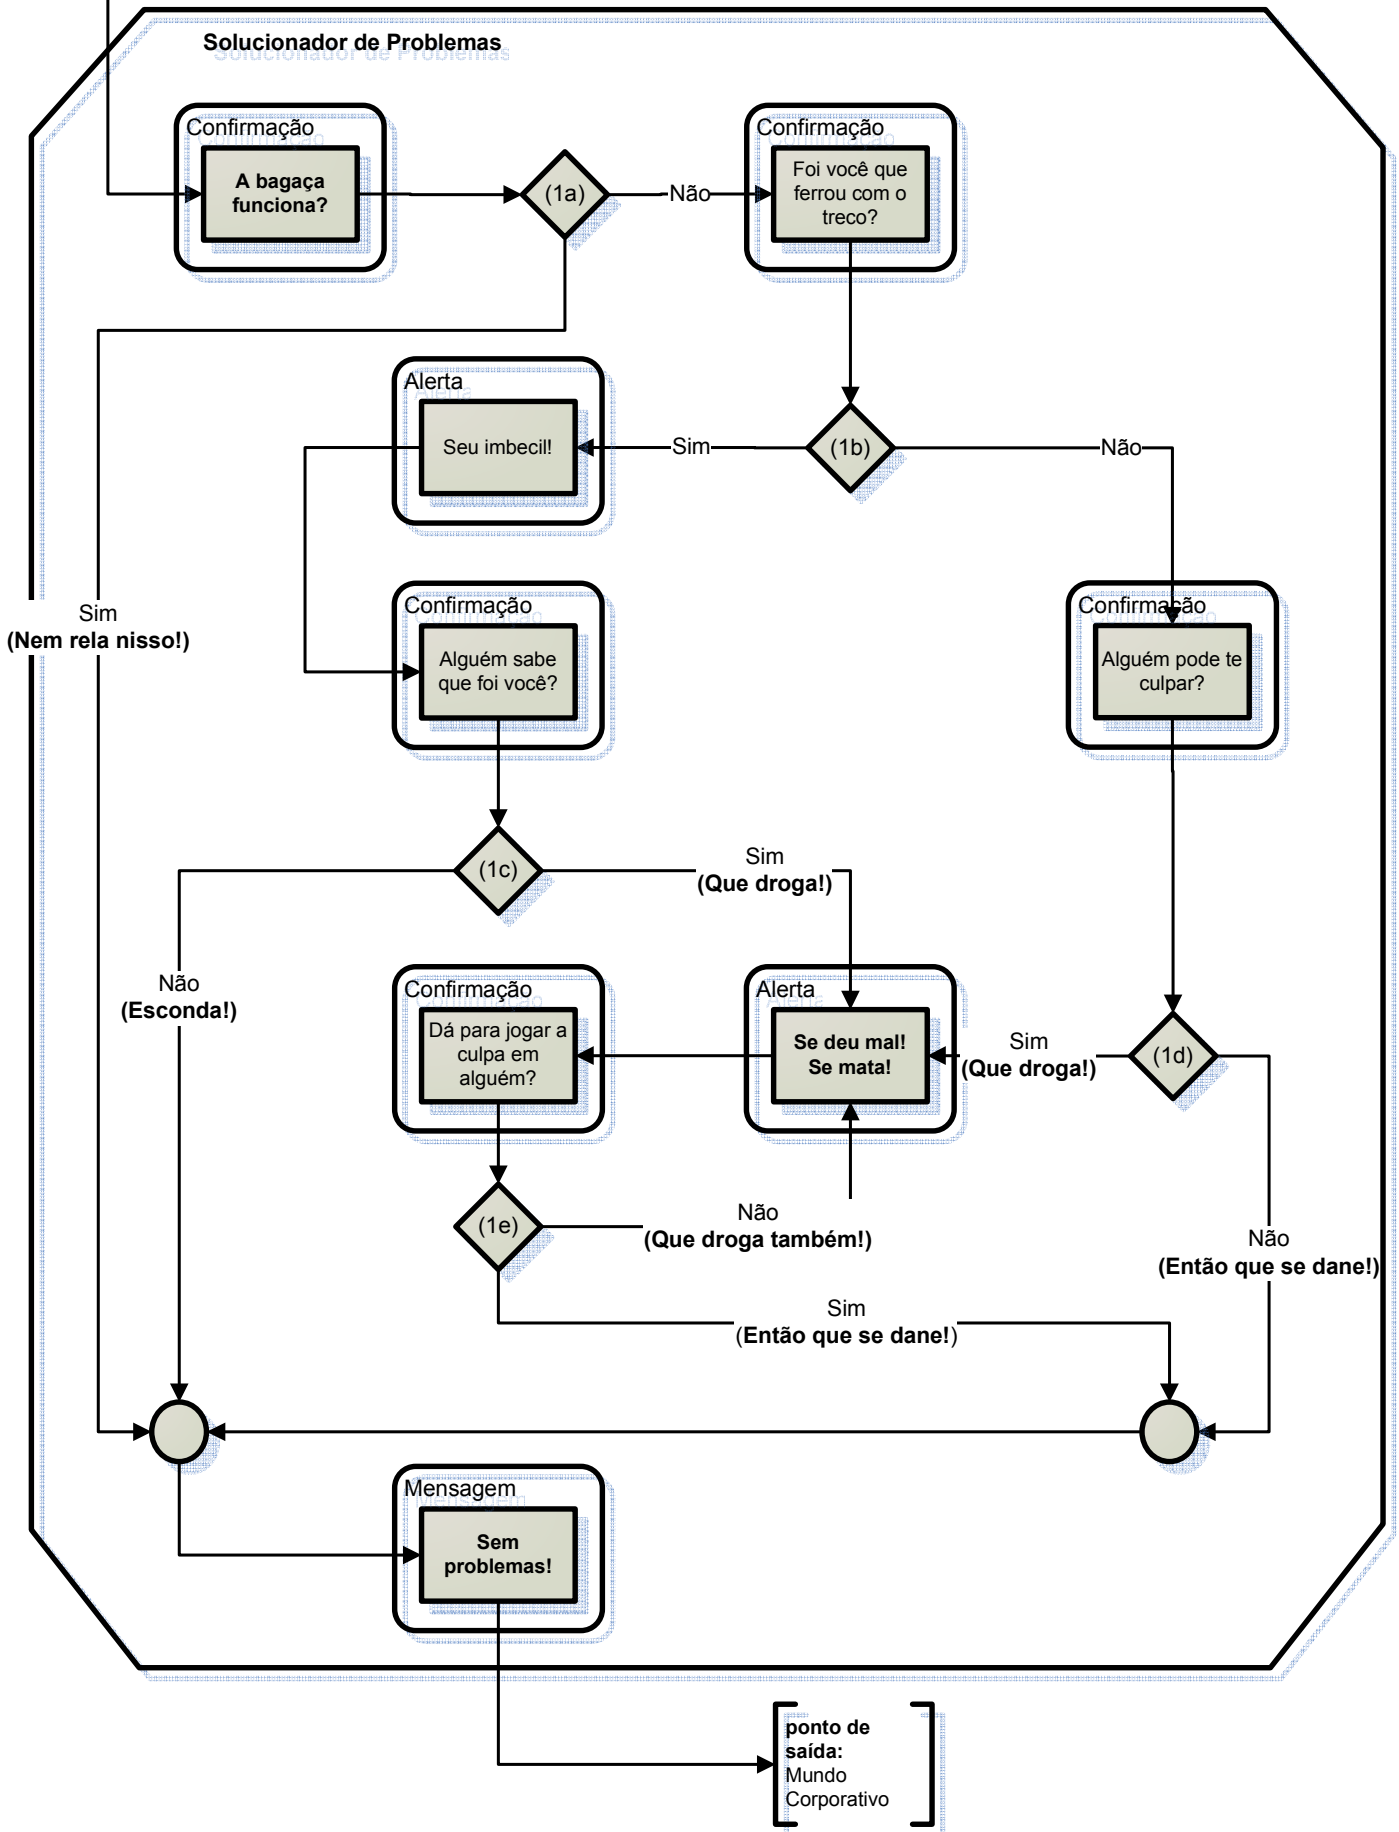 Solucionador de Problemas
Confirmação
A bagaça
funciona?
(1a)
Não
Confirmação
Foi você que
ferrou com o
treco?
Alerta
Seu imbecil!
Sim
(1b)
Não
Sim
(Nem rela nisso!)
Confirmação
Alguém sabe
que foi você?
Confirmação
Alguém pode te
culpar?
(1c)
Sim
(Que droga!)
Não
(Esconda!)
Confirmação
Dá para jogar a
culpa em
alguém?
Alerta
Se deu mal!
Se mata!
Sim
(Que droga!)
(1d)
(1e)
Não
(Que droga também!)
Não
(Então que se dane!)
Sim
(Então que se dane!)
Mensagem
Sem
problemas!
ponto de
saída:
Mundo
Corporativo